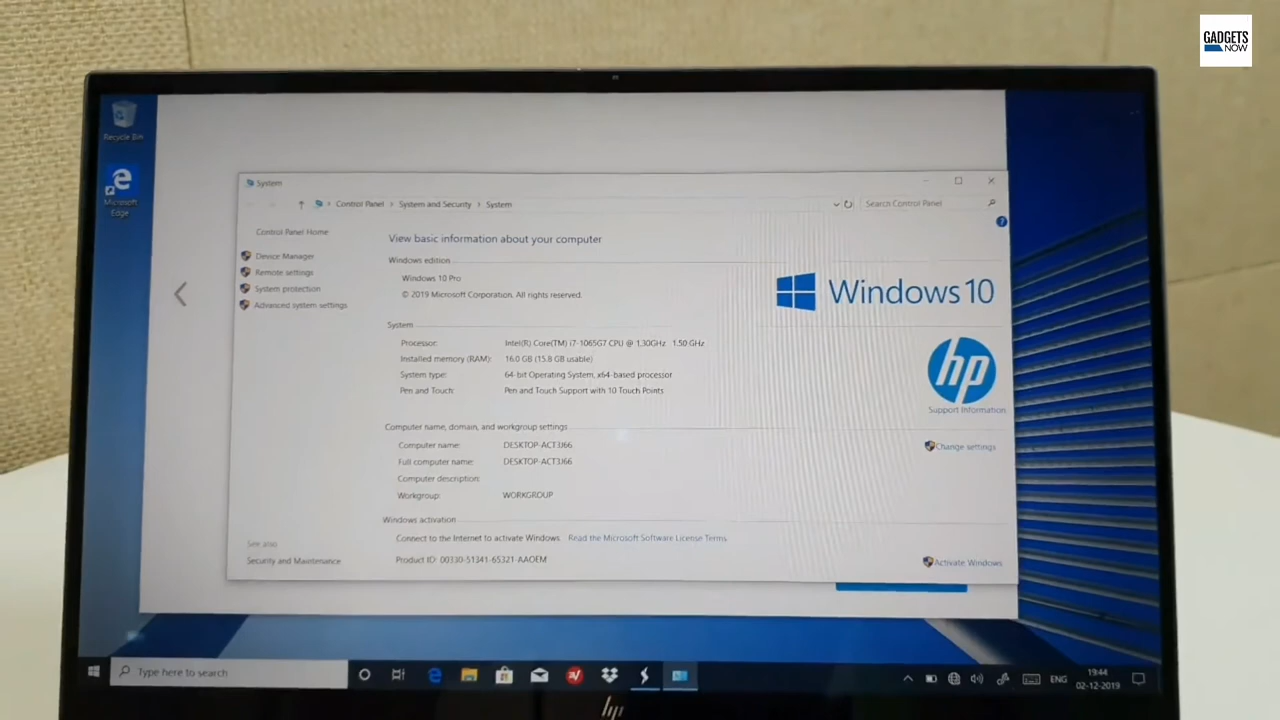 GADGETS
NOW
Recycle Bin
Microsoft
Edge
System
Control Panel > System and Security > System
Search Control Panel
Control Panel Home
Device Manager
Remote settings
System protection
Advanced system settings
View basic information about your computer
Windows edition
Windows 10 Pro
© 2019 Microsoft Corporation. All rights reserved.
Windows 10
System
Processor: Intel(R) Core(TM) i7-1065G7 CPU @ 1.30GHz 1.50 GHz
Installed memory (RAM): 16.0 GB (15.8 GB usable)
System type: 64-bit Operating System, x64-based processor
Pen and Touch: Pen and Touch Support with 10 Touch Points
hp
Support Information
Computer name, domain, and workgroup settings
Computer name: DESKTOP-ACT3J66
Full computer name: DESKTOP-ACT3J66
Computer description:
Workgroup: WORKGROUP
Change settings
Windows activation
Connect to the Internet to activate Windows. Read the Microsoft Software License Terms
Product ID: 00330-51341-65321-AAOEM
Activate Windows
See also
Security and Maintenance
Type here to search
ENG
19:44
02-12-2019
hp